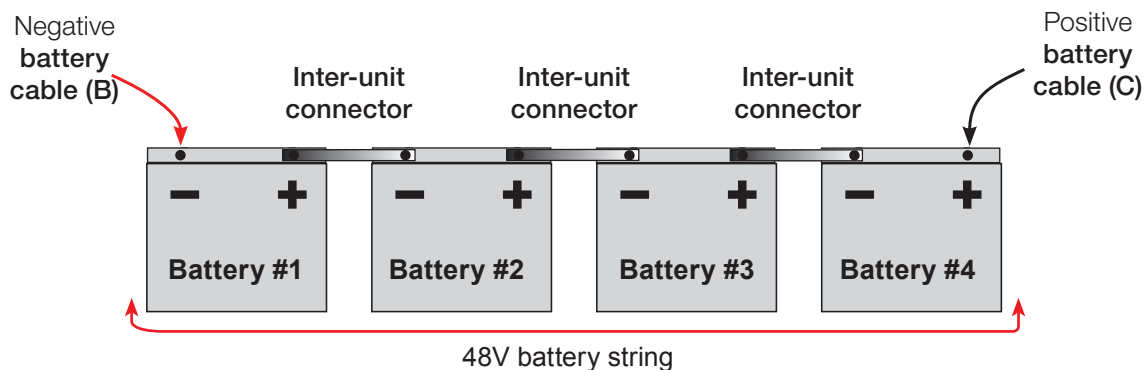 Negative
battery
cable (B)
Inter-unit
connector
Inter-unit
connector
Inter-unit
connector
Positive
battery
cable (C)
– +
Battery #1
– +
Battery #2
– +
Battery #3
– +
Battery #4
48V battery string